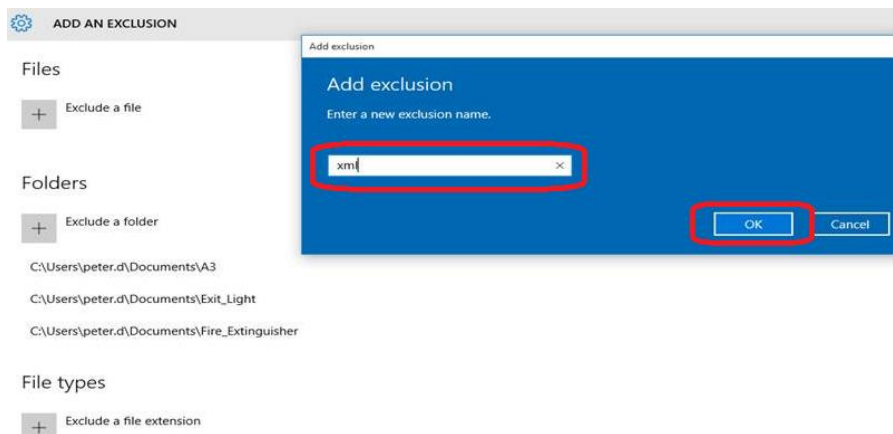 ADD AN EXCLUSION
Files
Exclude a file
Folders
Exclude a folder
C:\Users\peter.d\Documents\A3
C:\Users\peter.d\Documents\Exit_Light
C:\Users\peter.d\Documents\Fire_Extinguisher
File types
Exclude a file extension
Add exclusion
Add exclusion
Enter a new exclusion name.
xml
OK
Cancel